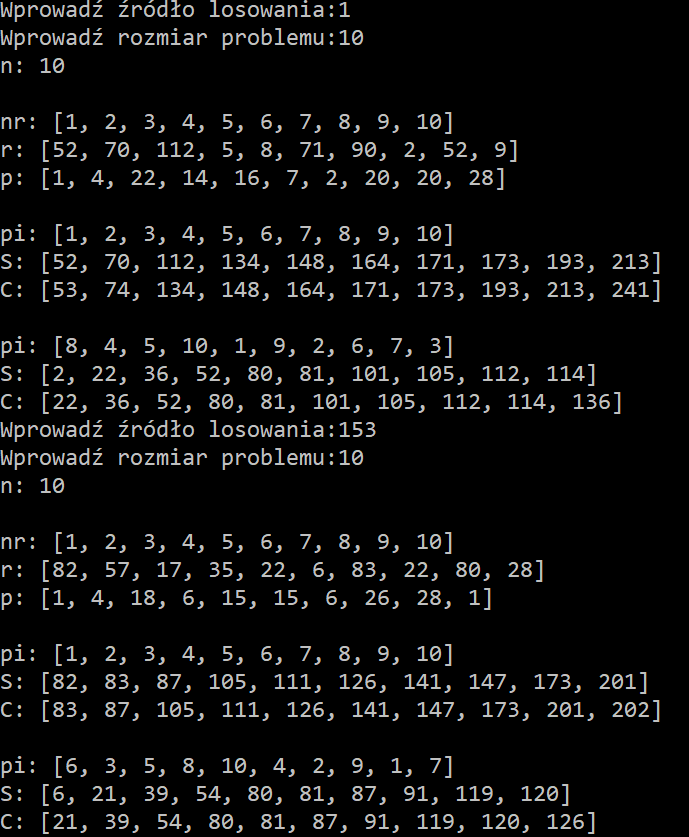 Wprowadź źródło losowania:1
Wprowadź rozmiar problemu:10
n: 10
nr: [1, 2, 3, 4, 5, 6, 7, 8, 9, 10]
r: [52, 70, 112, 5, 8, 71, 90, 2, 52, 9]
p: [1, 4, 22, 14, 16, 7, 2, 20, 20, 28]
pi: [1, 2, 3, 4, 5, 6, 7, 8, 9, 10]
S: [52, 70, 112, 134, 148, 164, 171, 173, 193, 213]
C: [53, 74, 134, 148, 164, 171, 173, 193, 213, 241]
pi: [8, 4, 5, 10, 1, 9, 2, 6, 7, 3]
S: [2, 22, 36, 52, 80, 81, 101, 105, 112, 114]
C: [22, 36, 52, 80, 81, 101, 105, 112, 114, 136]
Wprowadź źródło losowania:153
Wprowadź rozmiar problemu:10
n: 10
nr: [1, 2, 3, 4, 5, 6, 7, 8, 9, 10]
r: [82, 57, 17, 35, 22, 6, 83, 22, 80, 28]
p: [1, 4, 18, 6, 15, 15, 6, 26, 28, 1]
pi: [1, 2, 3, 4, 5, 6, 7, 8, 9, 10]
S: [82, 83, 87, 105, 111, 126, 141, 147, 173, 201]
C: [83, 87, 105, 111, 126, 141, 147, 173, 201, 202]
pi: [6, 3, 5, 8, 10, 4, 2, 9, 1, 7]
S: [6, 21, 39, 54, 80, 81, 87, 91, 119, 120]
C: [21, 39, 54, 80, 81, 87, 91, 119, 120, 126]